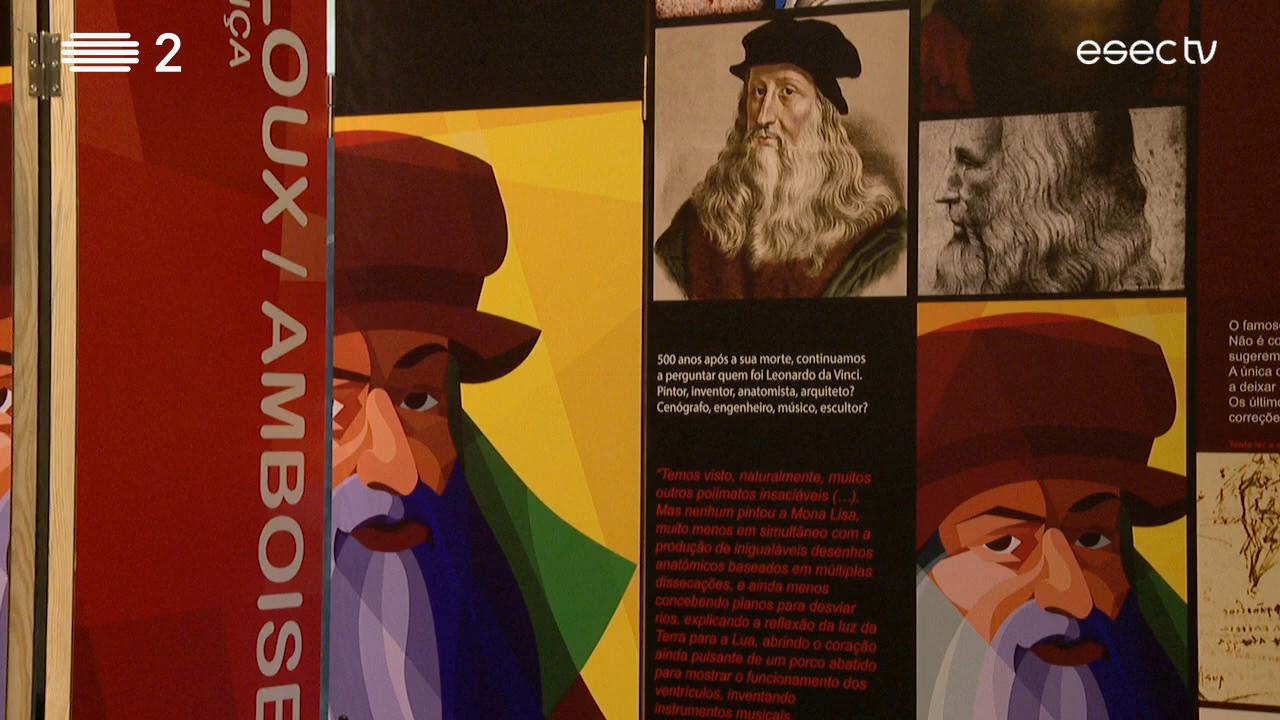 2
esec tv
LOUX / AMBOISE
500 anos após a sua morte, continuamos
a perguntar quem foi Leonardo da Vinci.
Pintor, inventor, anatomista, arquiteto?
Cenógrafo, engenheiro, músico, escultor?
"Temos visto, naturalmente, muitos
outros polímatos insaciáveis (...).
Mas nenhum pintou a Mona Lisa,
muito menos em simultâneo com a
produção de inigualáveis desenhos
anatómicos baseados em múltiplas
dissecações, e ainda menos
concebendo planos para desviar
rios, explicando a reflexão da luz da
Terra para a Lua, abrindo o coração
ainda pulsante de um porco abatido
para mostrar o funcionamento dos
ventrículos, inventando
instrumentos musicais,
O famos
Não é co
sugerem
A única
a deixar
Os últim
correçõe